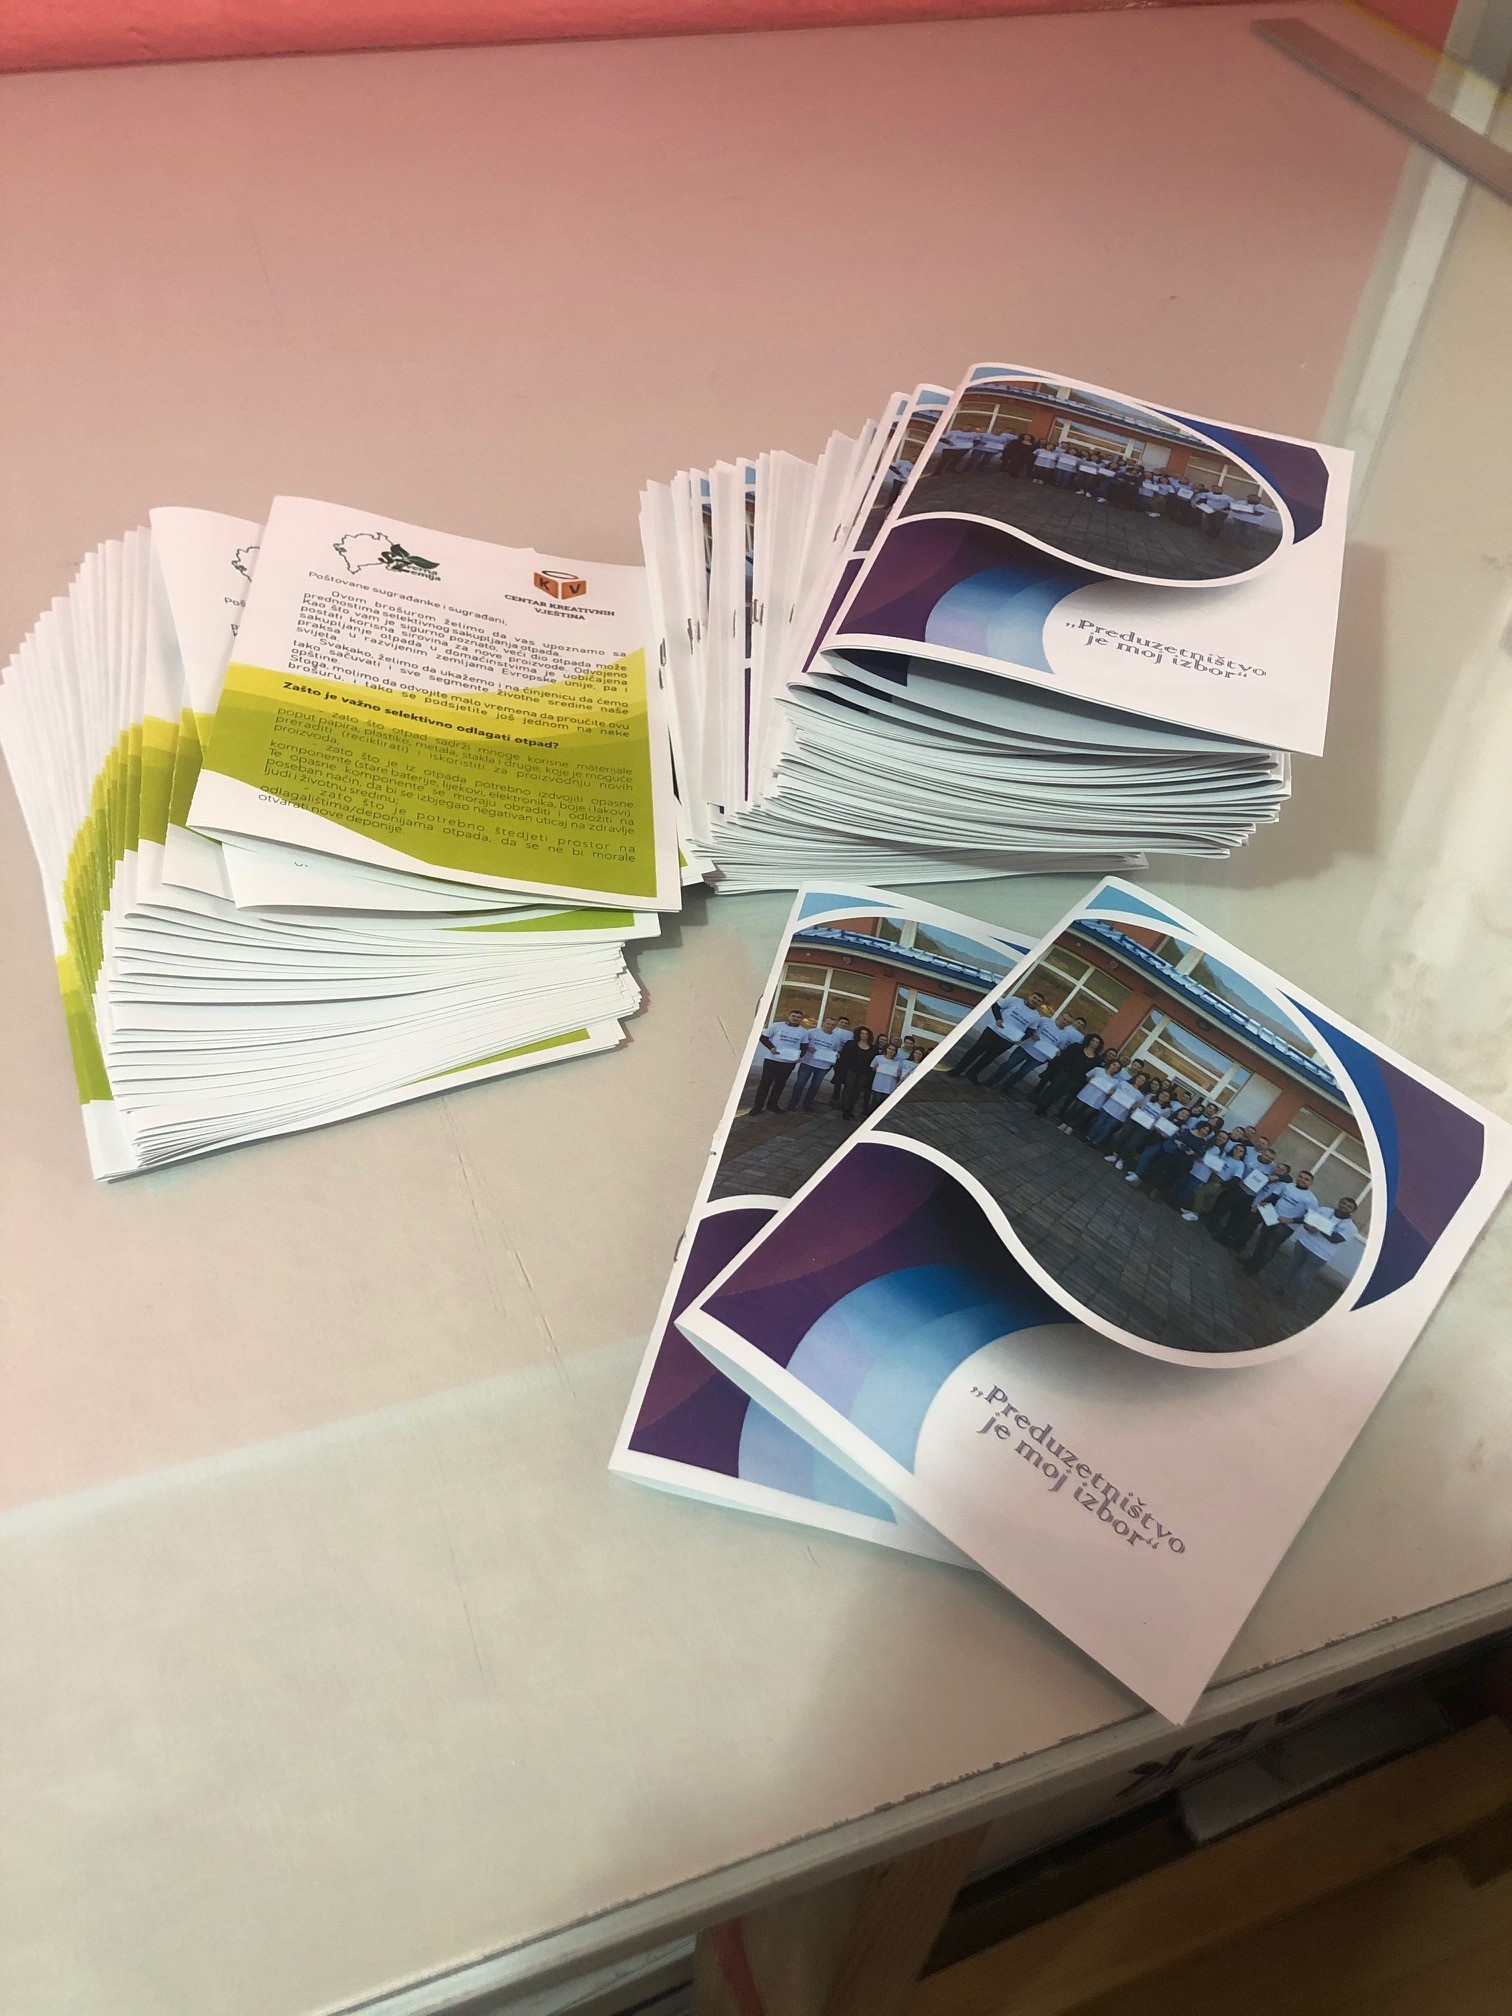 Poštovane sugrađanke i sugrađani,
CENTAR KREATIVNIH
VJEŠTINA
K V
Ovom brošurom želimo da vas upoznamo sa
prednostima selektivnog sakupljanja otpada.
Kao što vam je sigurno poznato, veći dio otpada može
postati korisna sirovina za nove proizvode. Odvojeno
sakupljanje otpada u domaćinstvima je uobičajena
praksa u razvijenim zemljama Evropske unije, pa i
svijeta.
Svakako, želimo da ukažemo i na činjenicu da ćemo
tako sačuvati i sve segmente životne sredine naše
opštine.
Stoga, molimo da odvojite malo vremena da proučite ovu
brošuru, i tako se podsjetite još jednom na neke
Zašto je važno selektivno odlagati otpad?
- zato što otpad sadrži mnoge korisne materijale
poput papira, plastike, metala, stakla i druge, koje je moguće
preraditi (reciklirati) i iskoristiti za proizvodnju novih
proizvoda;
- zato što je iz otpada potrebno izdvojiti opasne
komponente (stare baterije, lijekovi, elektronika, boje i lakovi).
Te opasne komponente se moraju obraditi i odložiti na
poseban način, da bi se izbjegao negativan uticaj na zdravlje
ljudi i životnu sredinu;
- zato što je potrebno štedjeti prostor na
odlagalištima/deponijama otpada, da se ne bi morale
otvarati nove deponije.
„Preduzetništvo
je moj izbor“
„Preduzetništvo
je moj izbor“